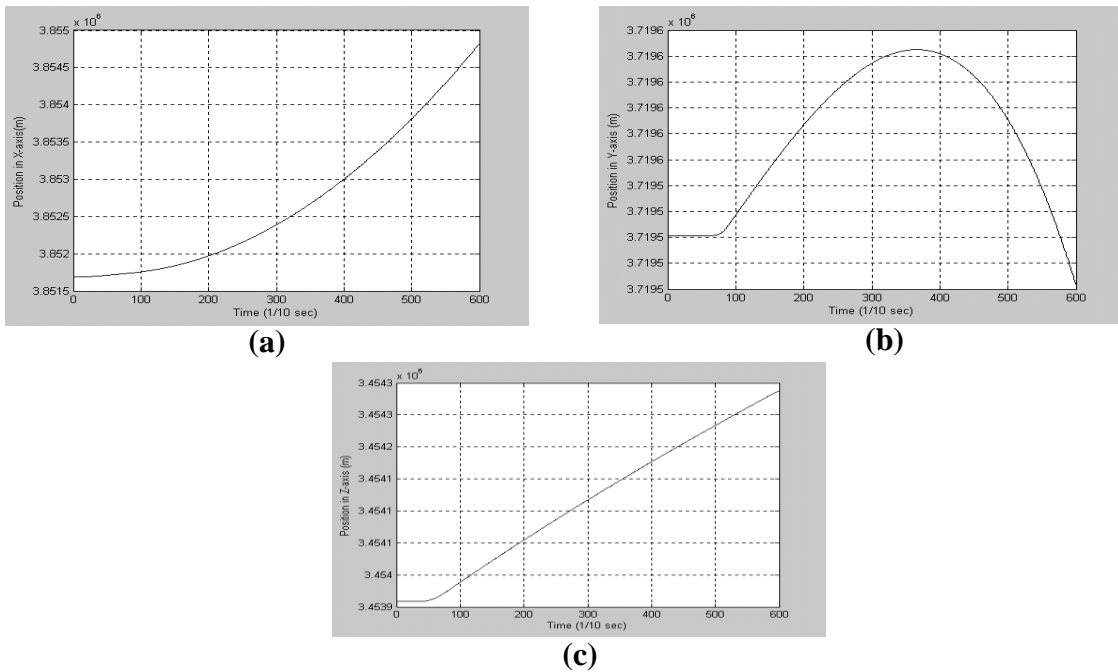 x 10^6
3.855
3.8545
3.854
3.8535
3.853
3.8525
3.852
3.8515
Position in X-axis(m)
0 100 200 300 400 500 600
Time (1/10 sec)
(a)
x 10^6
3.7196
3.7196
3.7196
3.7196
3.7196
3.7196
3.7195
3.7195
3.7195
3.7195
3.7195
Position in Y-axis (m)
0 100 200 300 400 500 600
Time (1/10 sec)
(b)
x 10^6
3.4543
3.4543
3.4542
3.4541
3.4541
3.4541
3.454
3.4539
Position in Z-axis (m)
0 100 200 300 400 500 600
Time (1/10 sec)
(c)